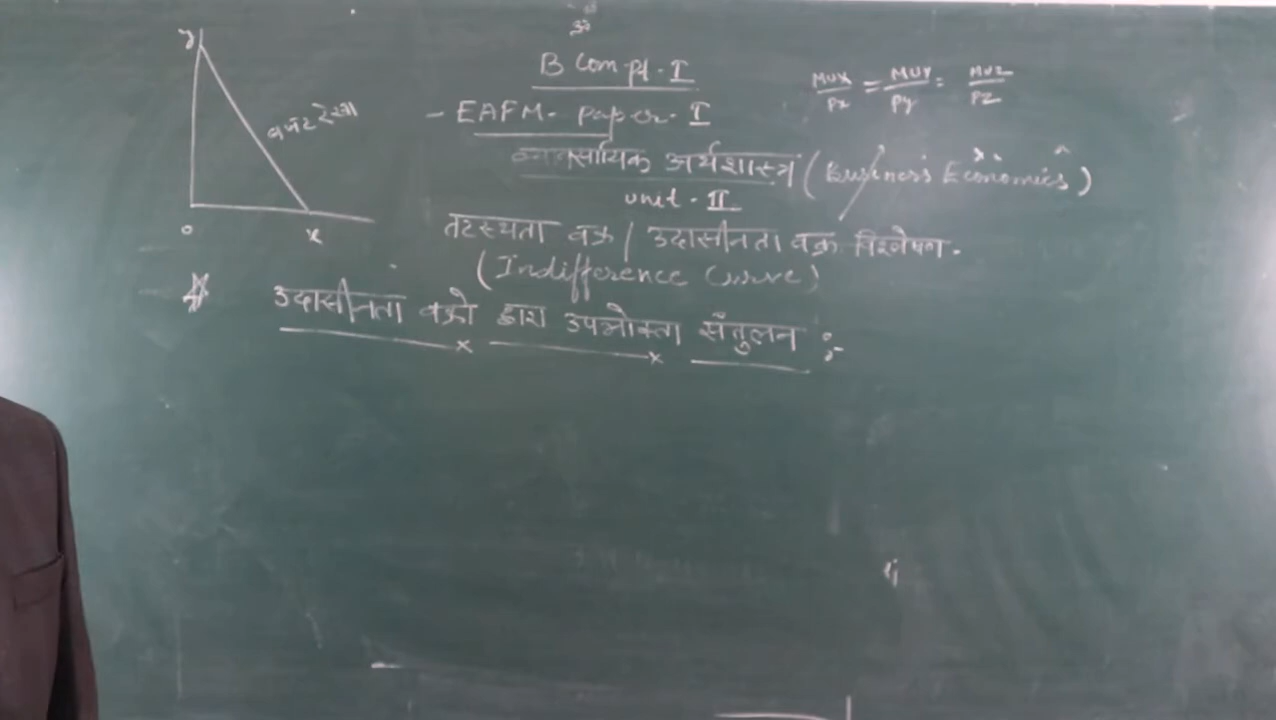 B Com pt. I
- EAFM. paper. I
व्यावसायिक अर्थशास्त्र (Business Economics)
unit - II
तटस्थता वक्र / उदासीनता वक्र विश्लेषण.
(Indifference Curve)
उदासीनता वक्रो द्वारा उपभोक्ता संतुलन :-
y
बजट रेखा
o x
MUX/Px = MUY/Py = MUZ/PZ